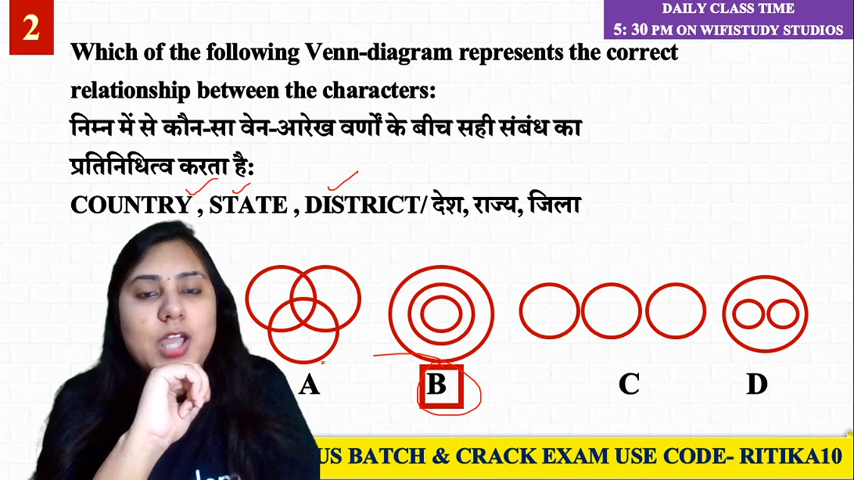 2
DAILY CLASS TIME
5: 30 PM ON WIFISTUDY STUDIOS
Which of the following Venn-diagram represents the correct
relationship between the characters:
निम्न में से कौन-सा वेन-आरेख वर्णों के बीच सही संबंध का
प्रतिनिधित्व करता है:
COUNTRY , STATE , DISTRICT/ देश, राज्य, जिला
A B C D
US BATCH & CRACK EXAM USE CODE- RITIKA10